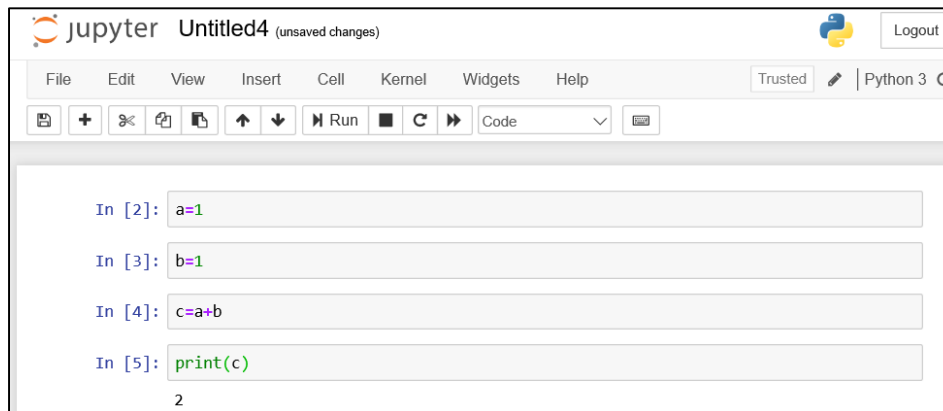 jupyter Untitled4 (unsaved changes) Logout
File Edit View Insert Cell Kernel Widgets Help Trusted Python 3
Run Code
In [2]: a=1
In [3]: b=1
In [4]: c=a+b
In [5]: print(c)
2